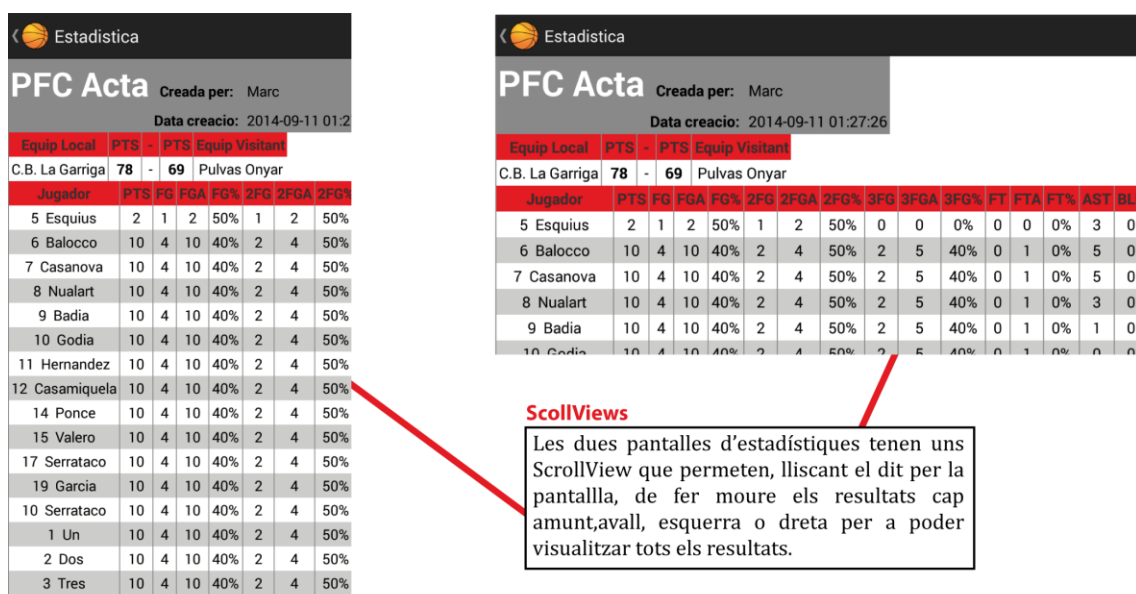 Estadistica
PFC Acta Creada per: Marc
Data creacio: 2014-09-11 01:2
Equip Local PTS - PTS Equip Visitant
C.B. La Garriga 78 - 69 Pulvas Onyar
Jugador PTS FG FGA FG% 2FG 2FGA 2FG%
5 Esquius 2 1 2 50% 1 2 50%
6 Balocco 10 4 10 40% 2 4 50%
7 Casanova 10 4 10 40% 2 4 50%
8 Nualart 10 4 10 40% 2 4 50%
9 Badia 10 4 10 40% 2 4 50%
10 Godia 10 4 10 40% 2 4 50%
11 Hernandez 10 4 10 40% 2 4 50%
12 Casamiquela 10 4 10 40% 2 4 50%
14 Ponce 10 4 10 40% 2 4 50%
15 Valero 10 4 10 40% 2 4 50%
17 Serrataco 10 4 10 40% 2 4 50%
19 Garcia 10 4 10 40% 2 4 50%
10 Serrataco 10 4 10 40% 2 4 50%
1 Un 10 4 10 40% 2 4 50%
2 Dos 10 4 10 40% 2 4 50%
3 Tres 10 4 10 40% 2 4 50%
Estadistica
PFC Acta Creada per: Marc
Data creacio: 2014-09-11 01:27:26
Equip Local PTS - PTS Equip Visitant
C.B. La Garriga 78 - 69 Pulvas Onyar
Jugador PTS FG FGA FG% 2FG 2FGA 2FG% 3FG 3FGA 3FG% FT FTA FT% AST BL
5 Esquius 2 1 2 50% 1 2 50% 0 0 0% 0 0 0% 3 0
6 Balocco 10 4 10 40% 2 4 50% 2 5 40% 0 1 0% 5 0
7 Casanova 10 4 10 40% 2 4 50% 2 5 40% 0 1 0% 5 0
8 Nualart 10 4 10 40% 2 4 50% 2 5 40% 0 1 0% 3 0
9 Badia 10 4 10 40% 2 4 50% 2 5 40% 0 1 0% 1 0
10 Godia 10 4 10 40% 2 4 50% 2 5 40% 0 1 0% 0 0
ScollViews
Les dues pantalles d'estadístiques tenen uns
ScrollView que permeten, lliscant el dit per la
pantallla, de fer moure els resultats cap
amunt,avall, esquerra o dreta per a poder
visualitzar tots els resultats.